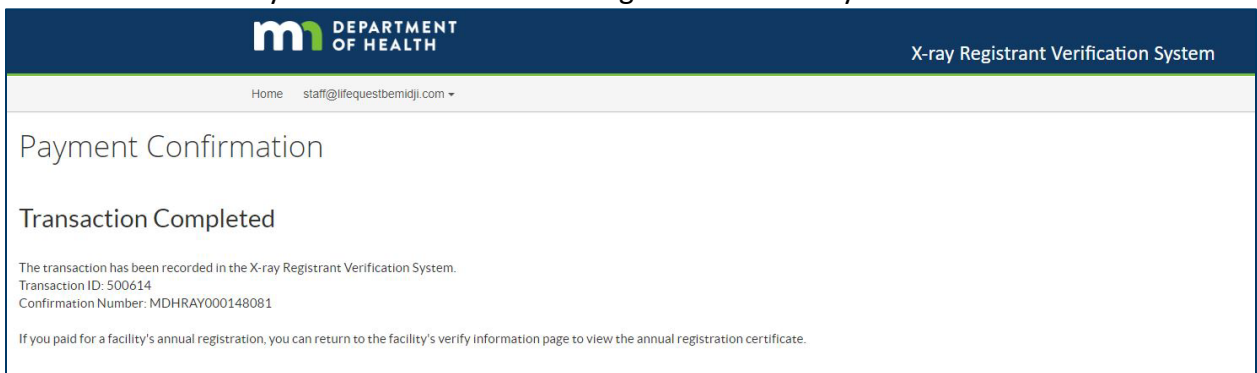 DEPARTMENT
OF HEALTH
X-ray Registrant Verification System
Home staff@lifequestbemidji.com
Payment Confirmation
Transaction Completed
The transaction has been recorded in the X-ray Registrant Verification System.
Transaction ID: 500614
Confirmation Number: MDHRAY000148081
If you paid for a facility's annual registration, you can return to the facility's verify information page to view the annual registration certificate.